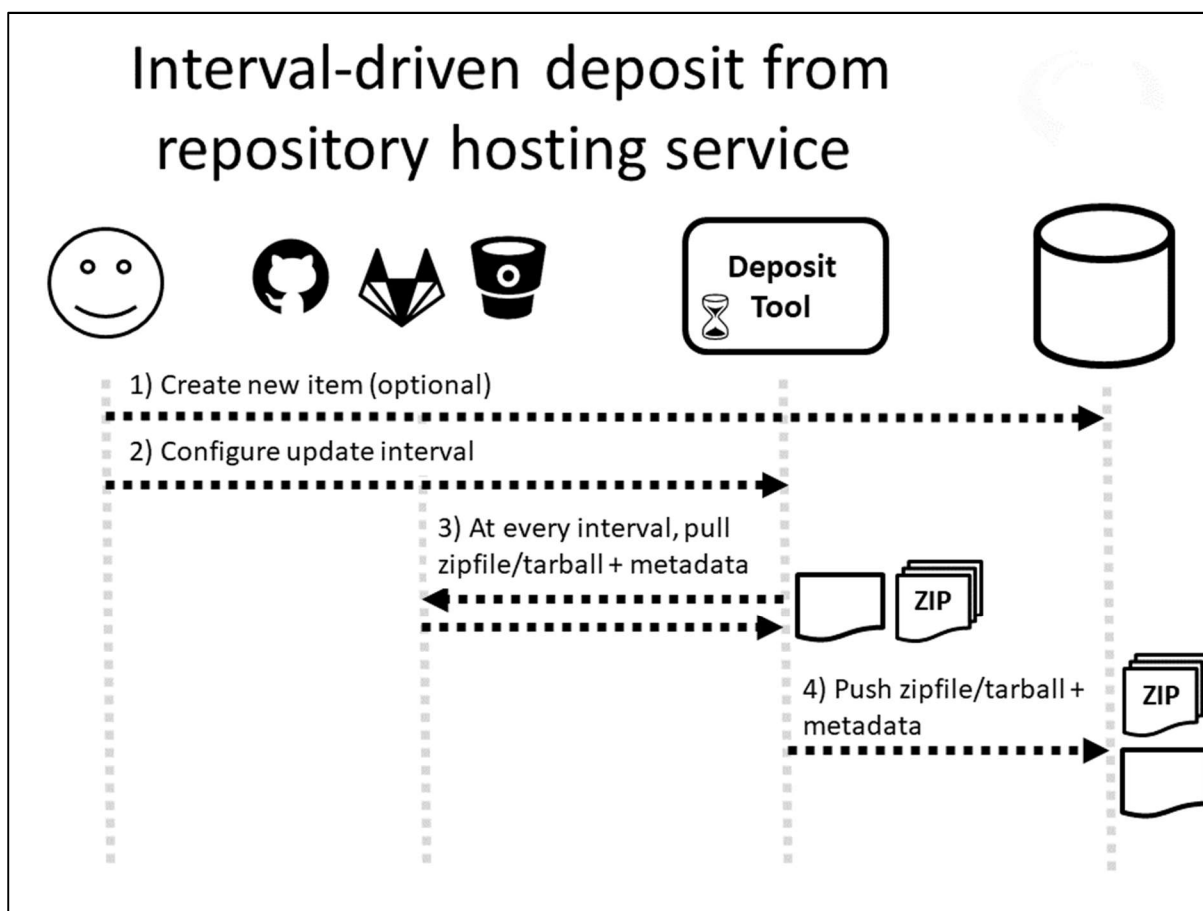 Interval-driven deposit from
repository hosting service
Deposit
Tool
1) Create new item (optional)
2) Configure update interval
3) At every interval, pull
zipfile/tarball + metadata
ZIP
4) Push zipfile/tarball +
metadata
ZIP